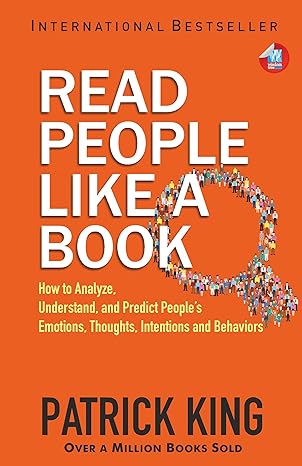 INTERNATIONAL BESTSELLER
READ
PEOPLE
LIKE A
BOOK
How to Analyze,
Understand, and Predict People's
Emotions, Thoughts, Intentions and Behaviors
PATRICK KING
OVER A MILLION BOOKS SOLD